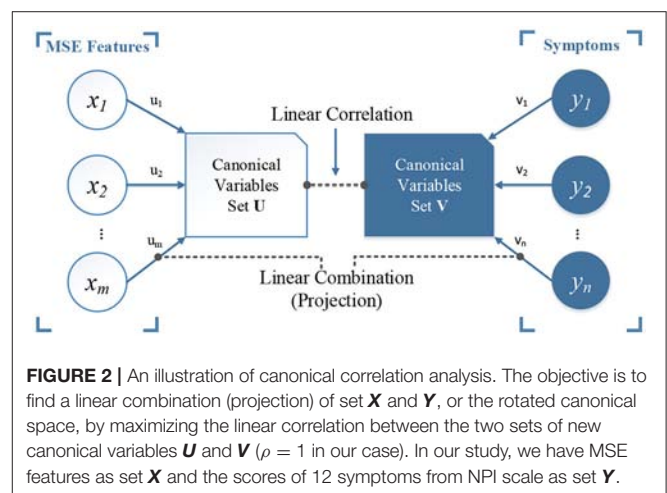 MSE Features
Symptoms
x1
u1
v1
y1
Linear Correlation
x2
u2
Canonical
Variables
Set U
Canonical
Variables
Set V
v2
y2
⋮
⋮
um
vn
xm
Linear Combination
(Projection)
yn
FIGURE 2 | An illustration of canonical correlation analysis. The objective is to
find a linear combination (projection) of set X and Y, or the rotated canonical
space, by maximizing the linear correlation between the two sets of new
canonical variables U and V (ρ = 1 in our case). In our study, we have MSE
features as set X and the scores of 12 symptoms from NPI scale as set Y.